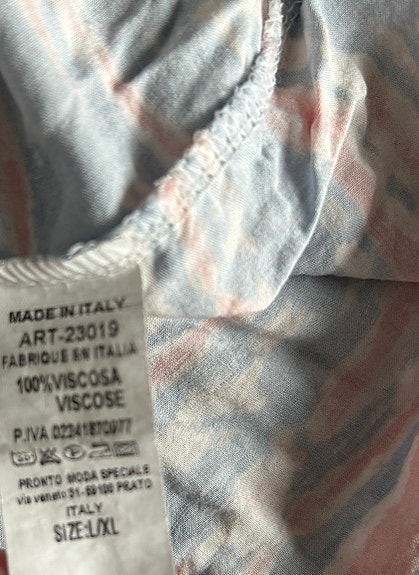 MADE IN ITALY
ART-23019
FABRIQUE EN ITALIA
100%VISCOSA
VISCOSE
P.IVA 02241870977
PRONTO MODA SPECIALE
Via veneto 31-59100 PRATO
ITALY
SIZE:L/XL